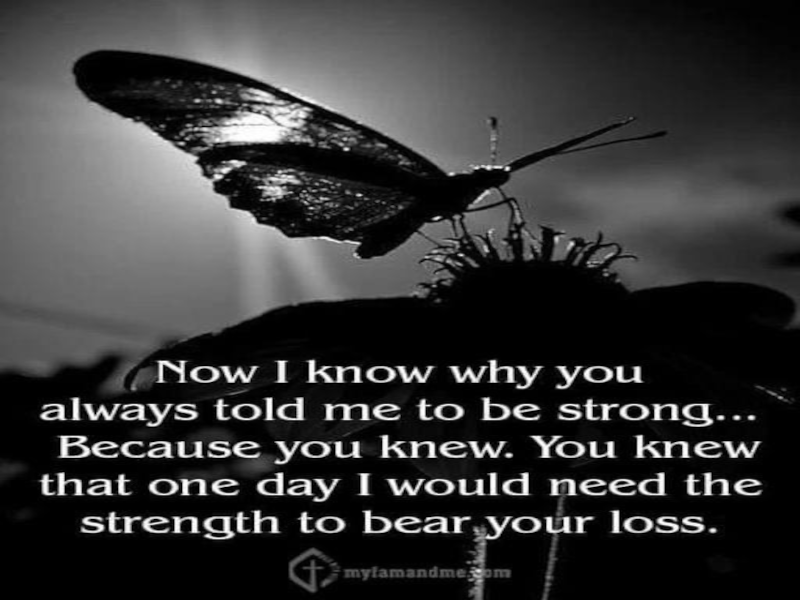 Now I know why you
always told me to be strong...
Because you knew. You knew
that one day I would need the
strength to bear your loss.
myfamandme.com